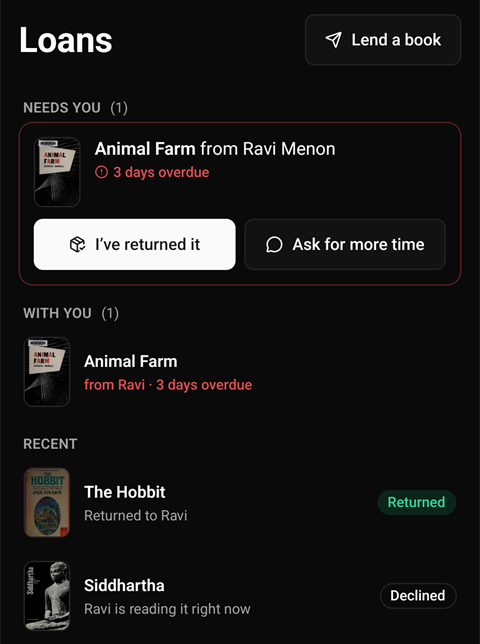 Loans
Lend a book
NEEDS YOU (1)
ANIMAL
FARM
Animal Farm from Ravi Menon
3 days overdue
I’ve returned it
Ask for more time
WITH YOU (1)
ANIMAL
FARM
Animal Farm
from Ravi · 3 days overdue
RECENT
THE
HOBBIT
The Hobbit
Returned to Ravi
Returned
Siddhartha
Siddhartha
Ravi is reading it right now
Declined